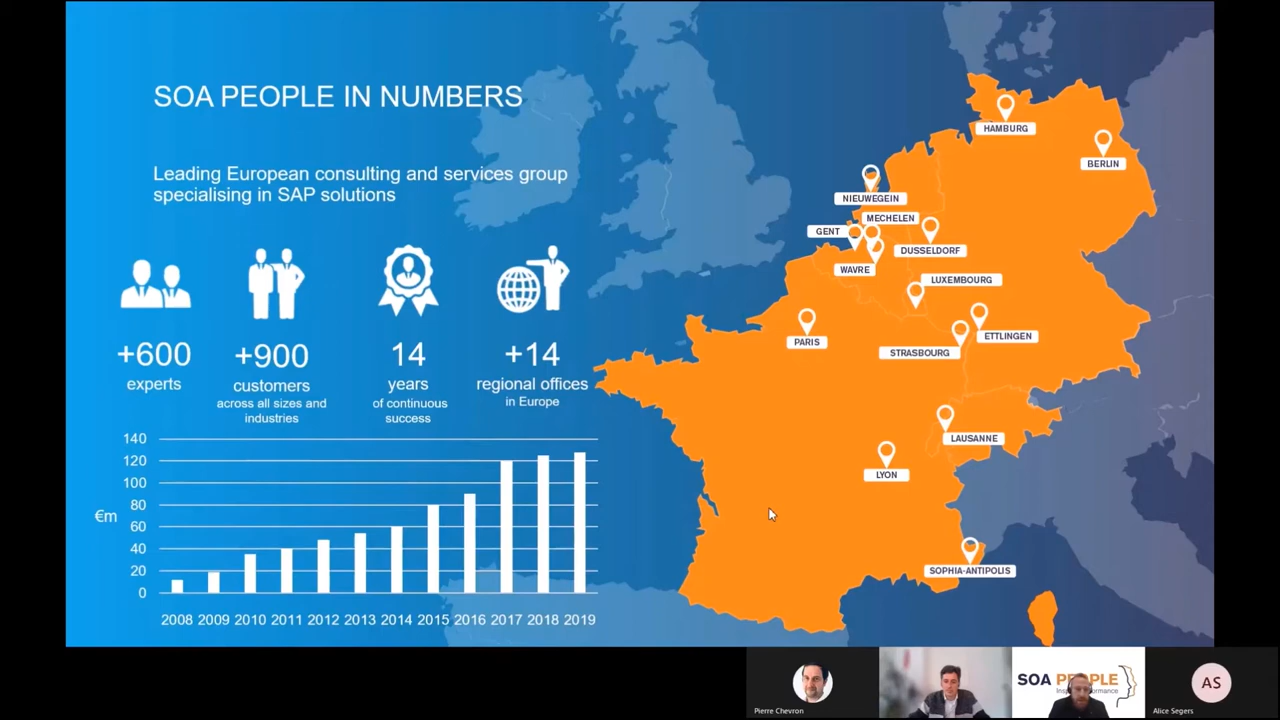 SOA PEOPLE IN NUMBERS
Leading European consulting and services group
specialising in SAP solutions
+600
experts
+900
customers
across all sizes and
industries
14
years
of continuous
success
+14
regional offices
in Europe
140
120
100
80
60
40
20
0
€m
2008 2009 2010 2011 2012 2013 2014 2015 2016 2017 2018 2019
HAMBURG
BERLIN
NIEUWEGEIN
MECHELEN
GENT
DUSSELDORF
WAVRE
LUXEMBOURG
PARIS
ETTLINGEN
STRASBOURG
LAUSANNE
LYON
SOPHIA-ANTIPOLIS
Pierre Chevron
SOA PEOPLE
AS
Alice Segers